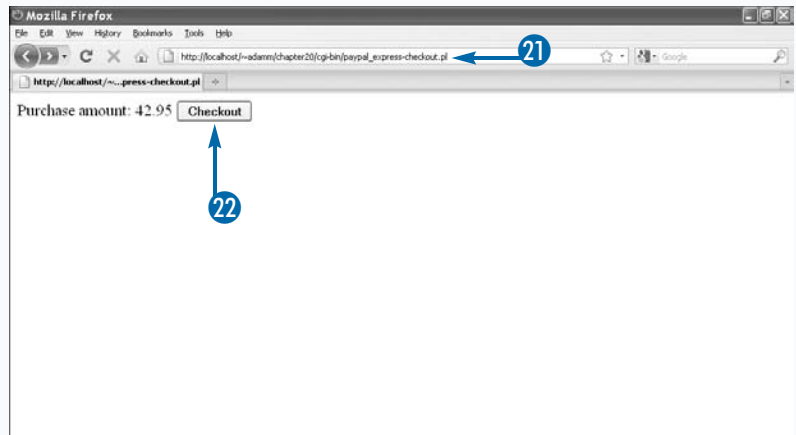 Mozilla Firefox
File Edit View History Bookmarks Tools Help
http://localhost/~adamm/chapter20/cgi-bin/paypal_express-checkout.pl
21
Google
http://localhost/~...press-checkout.pl
Purchase amount: 42.95 Checkout
22